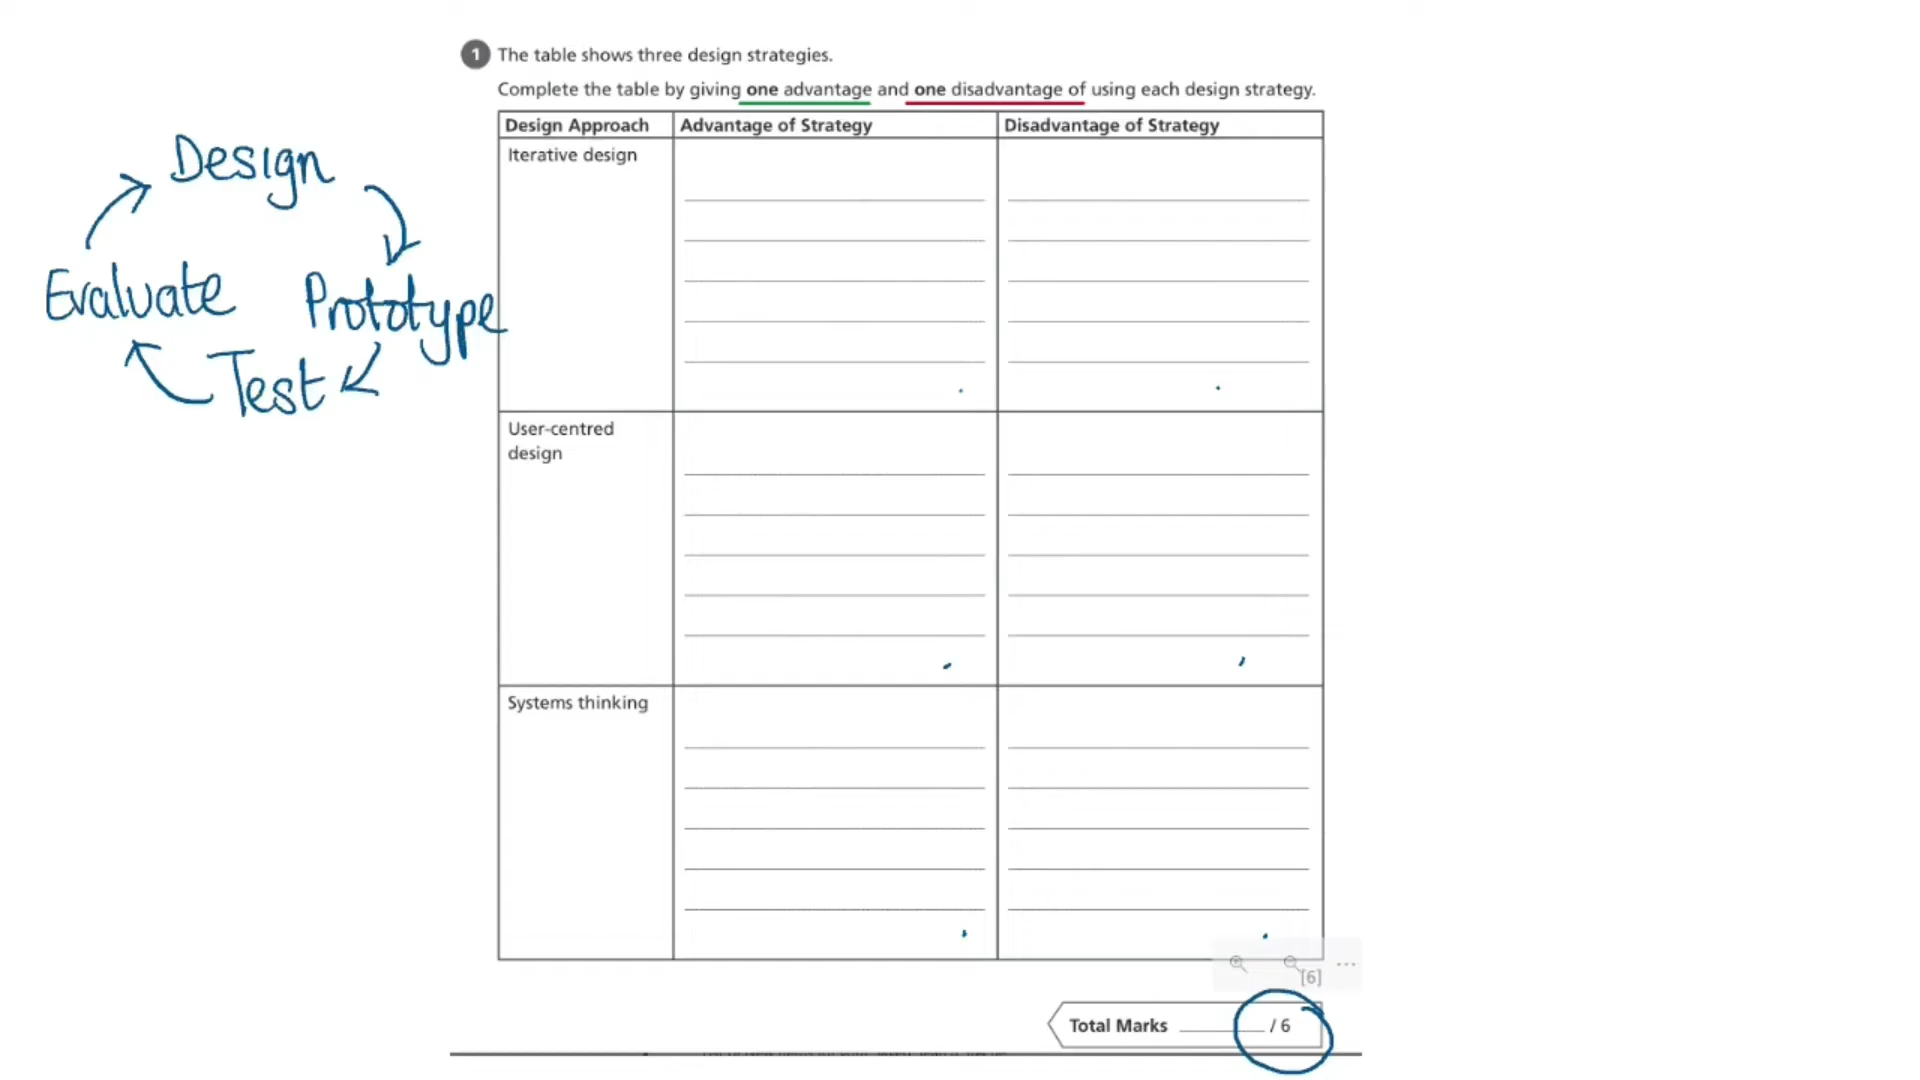 1 The table shows three design strategies.
Complete the table by giving one advantage and one disadvantage of using each design strategy.
Design Approach Advantage of Strategy Disadvantage of Strategy
Iterative design
User-centred
design
Systems thinking
[6]
Total Marks / 6
Design
Prototype
Test
Evaluate